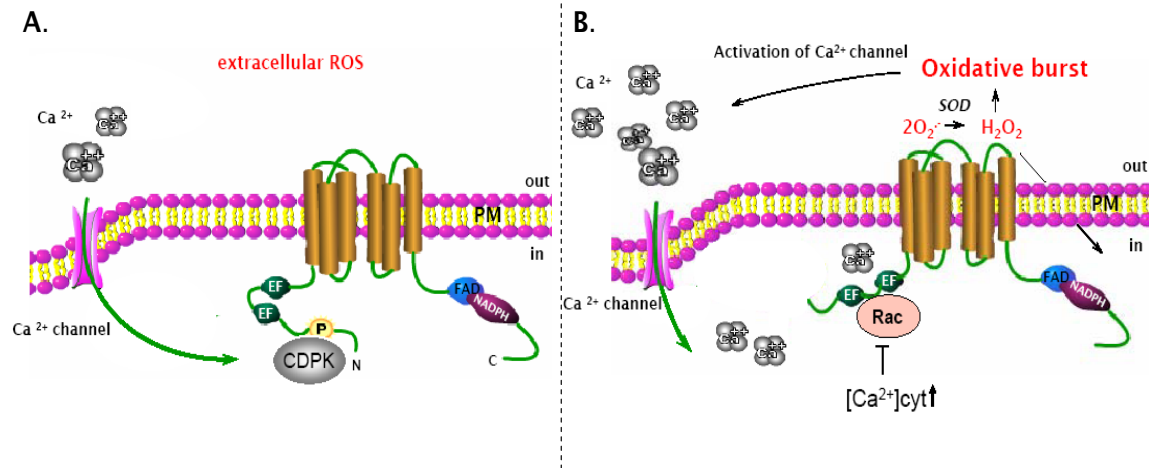 A.
extracellular ROS
Ca 2+
Ca++
Ca++
out
PM
in
EF
EF
FAD
NADPH
Ca 2+ channel
P
CDPK
N
C
B.
Activation of Ca2+ channel
Oxidative burst
Ca 2+
Ca++
Ca++
Ca++
Ca++
Ca++
SOD
2O2·- H2O2
out
PM
in
Ca++
EF
EF
FAD
NADPH
Rac
Ca 2+ channel
Ca++
Ca++
[Ca2+]cyt